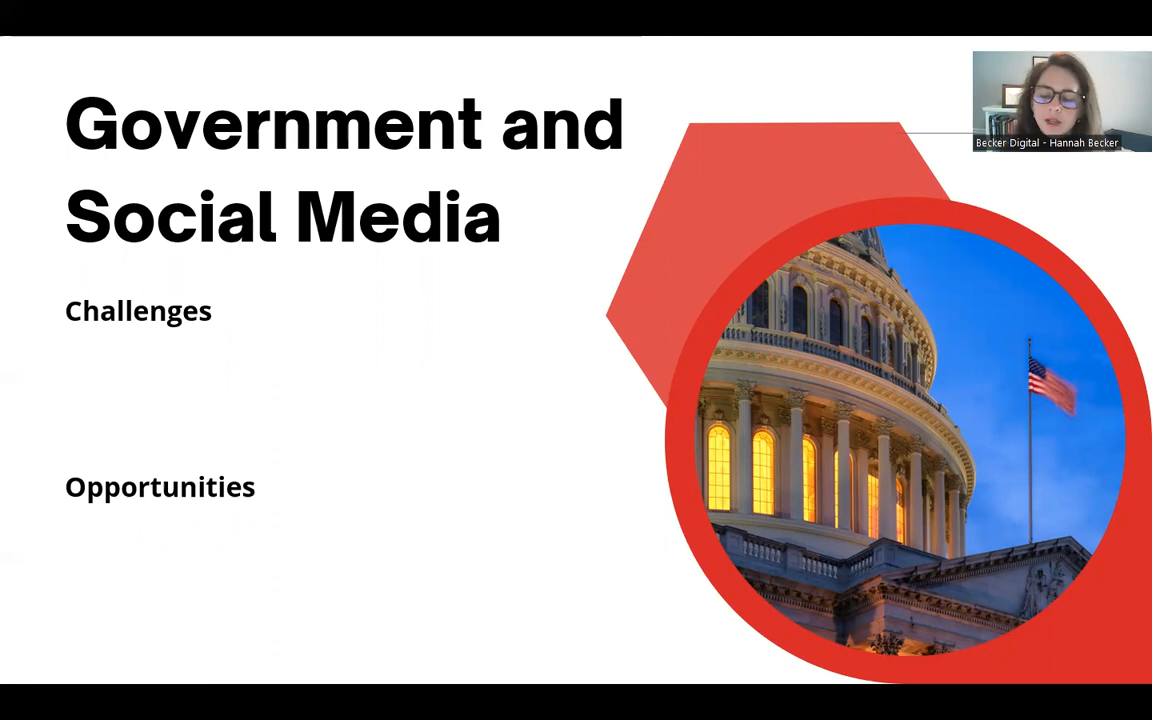 Government and
Social Media
Challenges
Opportunities
Becker Digital - Hannah Becker